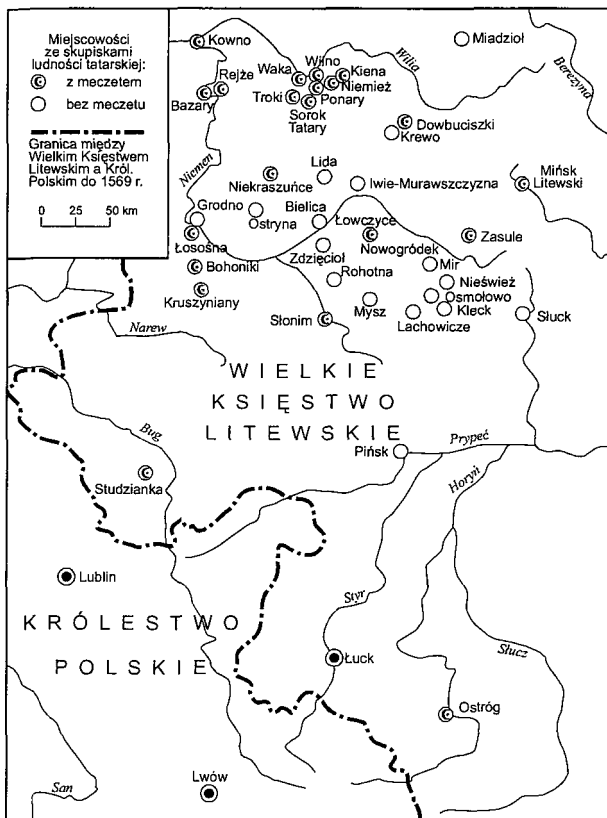 Miejscowości
ze skupiskami
ludności tatarskiej:
z meczetem
bez meczetu
Granica między
Wielkim Księstwem
Litewskim a Król.
Polskim do 1569 r.
0 25 50 km
Kowno
Miadzioł
Wilia
Berezyna
Rejże
Bazary
Waka
Wilno
Kiena
Niemież
Troki
Ponary
Sorok
Tatary
Dowbuciszki
Krewo
Niemen
Lida
Niekraszuńce
Iwie-Murawszczyzna
Mińsk
Litewski
Grodno
Ostryna
Bielica
Łowczyce
Łososna
Nowogródek
Zasule
Zdzięcioł
Bohoniki
Rohotna
Mir
Nieśwież
Kruszyniany
Osmołowo
Mysz
Kleck
Lachowicze
Słuck
Słonim
Narew
WIELKIE
KSIĘSTWO
LITEWSKIE
Bug
Pińsk
Prypeć
Horyń
Studzianka
Lublin
Styr
KRÓLESTWO
POLSKIE
Łuck
Słucz
Ostróg
San
Lwów